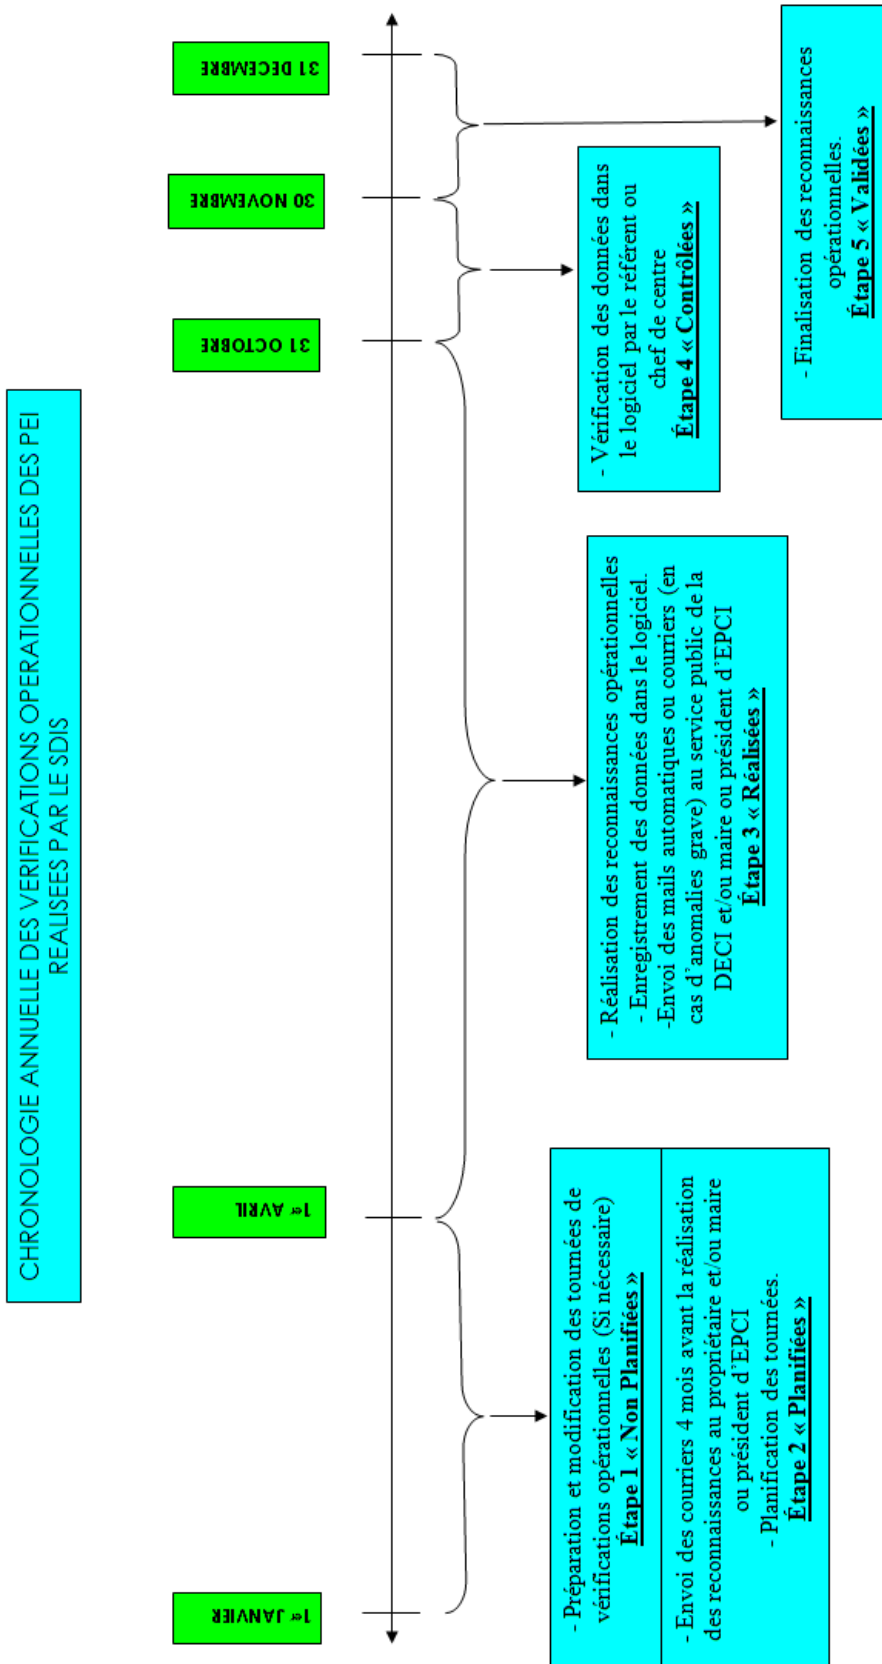 CHRONOLOGIE ANNUELLE DES VERIFICATIONS OPERATIONNELLES DES PEI
REALISEES PAR LE SDIS
1er JANVIER
1er AVRIL
31 OCTOBRE
30 NOVEMBRE
31 DECEMBRE
- Préparation et modification des tournées de
vérifications opérationnelles (Si nécessaire)
Étape 1 « Non Planifiées »
- Envoi des courriers 4 mois avant la réalisation
des reconnaissances au propriétaire et/ou maire
ou président d'EPCI
- Planification des tournées.
Étape 2 « Planifiées »
- Réalisation des reconnaissances opérationnelles
- Enregistrement des données dans le logiciel.
-Envoi des mails automatiques ou courriers (en
cas d'anomalies grave) au service public de la
DECI et/ou maire ou président d'EPCI
Étape 3 « Réalisées »
- Vérification des données dans
le logiciel par le référent ou
chef de centre
Étape 4 « Contrôlées »
- Finalisation des reconnaissances
opérationnelles.
Étape 5 « Validées »